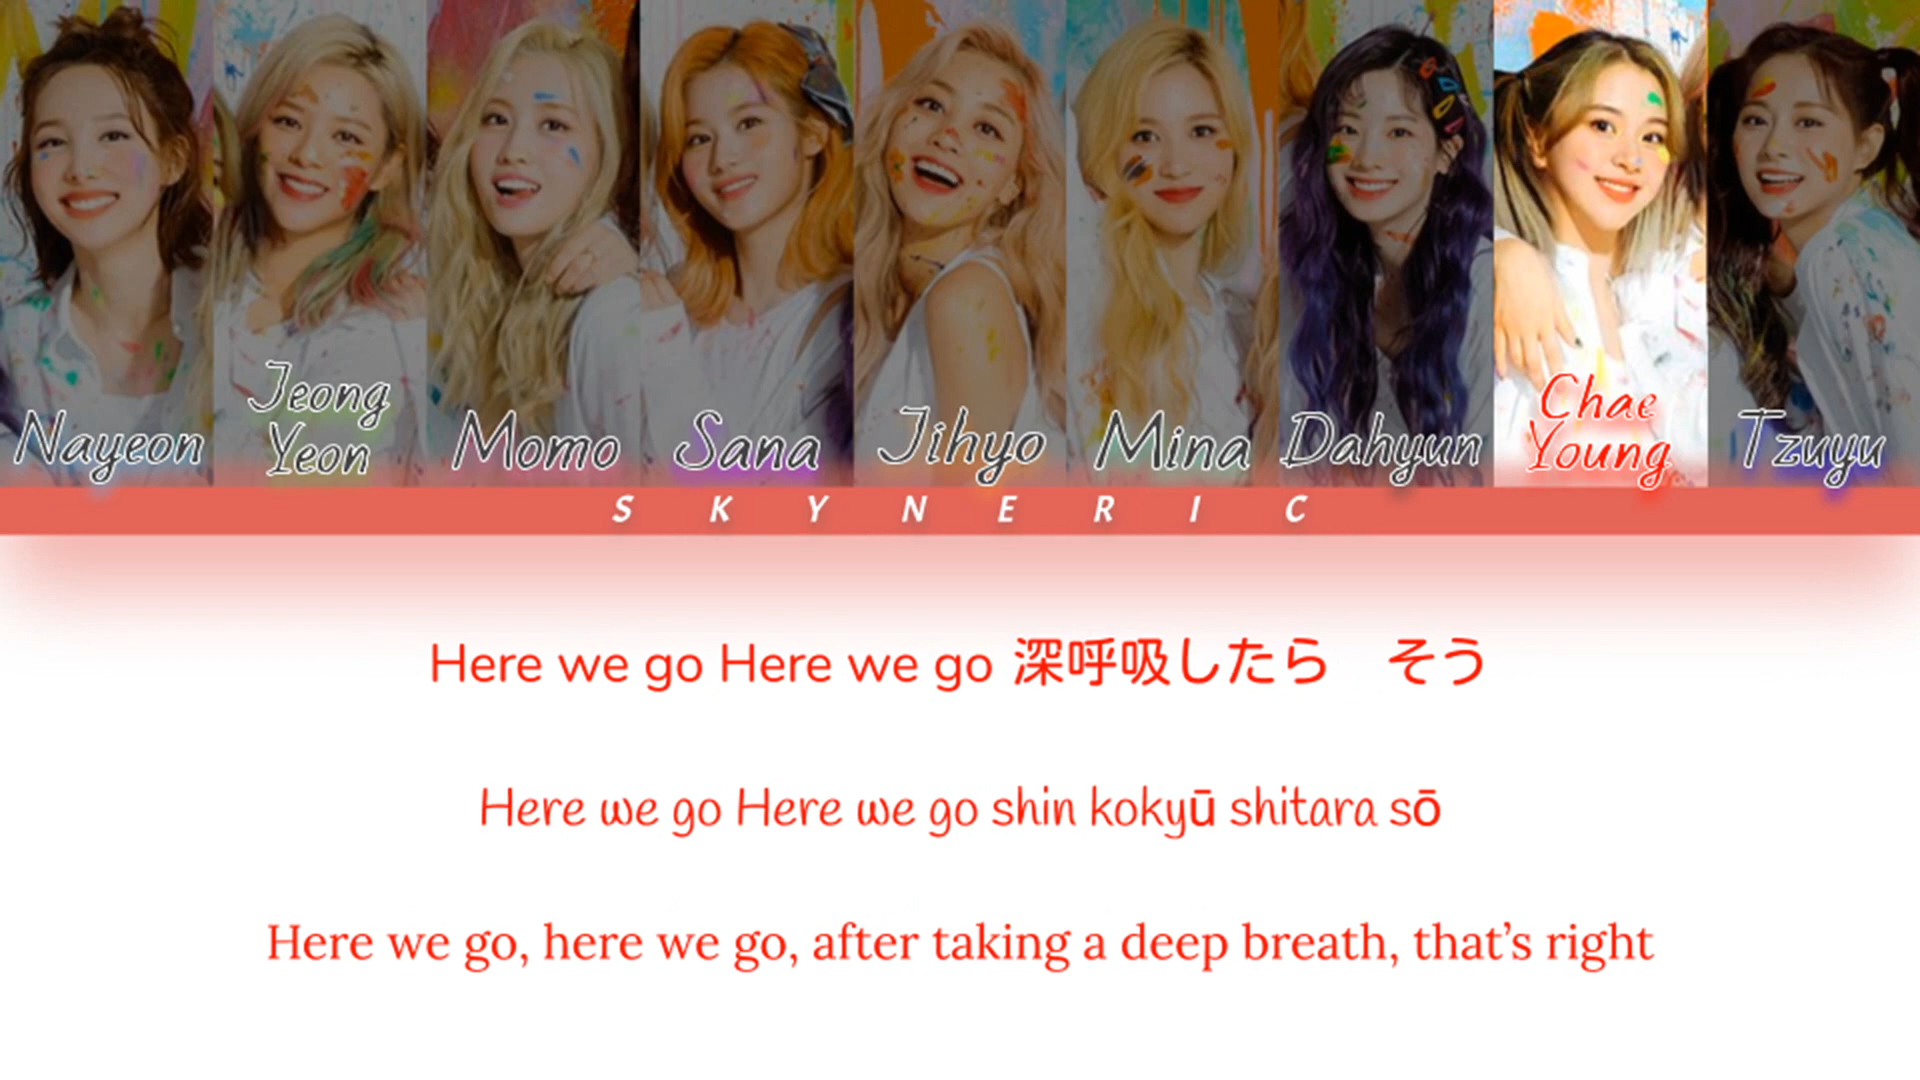 Nayeon
Jeong
Yeon
Momo
Sana
Jihyo
Mina
Dahyun
Chae
Young
Tzuyu
SKYNERIC
Here we go Here we go 深呼吸したら　そう
Here we go Here we go shin kokyū shitara sō
Here we go, here we go, after taking a deep breath, that’s right